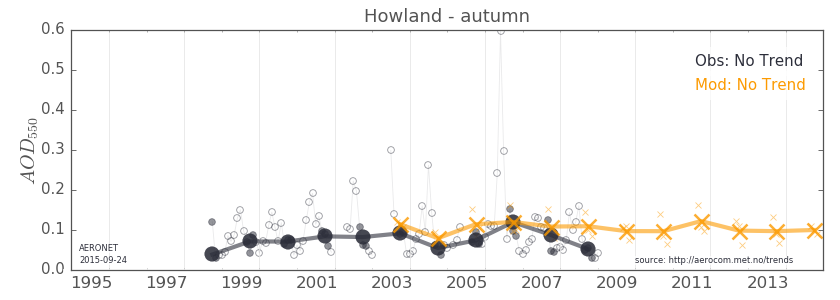 Howland - autumn
0.6
0.5
0.4
0.3
0.2
0.1
0.0
AOD550
Obs: No Trend
Mod: No Trend
AERONET
2015-09-24
source: http://aerocom.met.no/trends
1995 1997 1999 2001 2003 2005 2007 2009 2011 2013